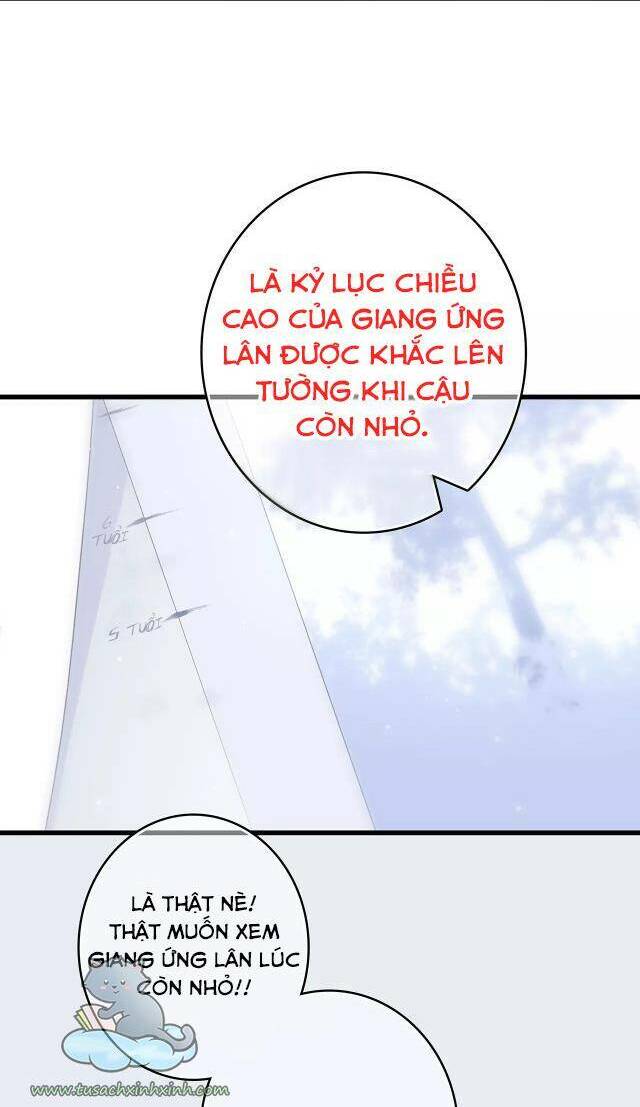 LÀ KỶ LỤC CHIỀU
CAO CỦA GIANG ỨNG
LÂN ĐƯỢC KHẮC LÊN
TƯỜNG KHI CẬU
CÒN NHỎ.
6 TUỔI
5 TUỔI
LÀ THẬT NÈ!
THẬT MUỐN XEM
GIANG ỨNG LÂN LÚC
CÒN NHỎ!!
www.tusachxinhxinh.com